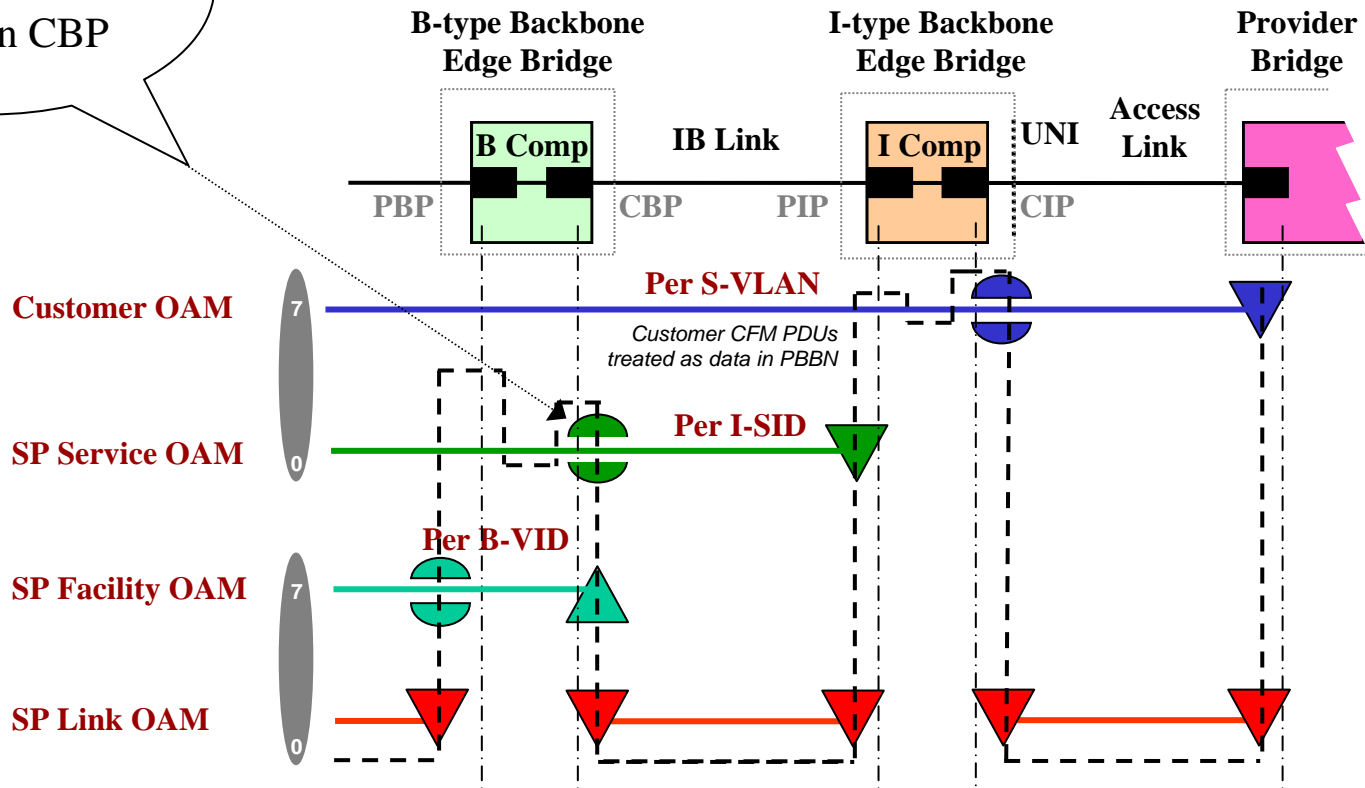 n CBP
B-type Backbone
Edge Bridge
I-type Backbone
Edge Bridge
Provider
Bridge
B Comp
IB Link
I Comp
UNI
Access
Link
PBP
CBP
PIP
CIP
Customer OAM
7
Per S-VLAN
Customer CFM PDUs
treated as data in PBBN
SP Service OAM
0
Per I-SID
Per B-VID
SP Facility OAM
7
SP Link OAM
0